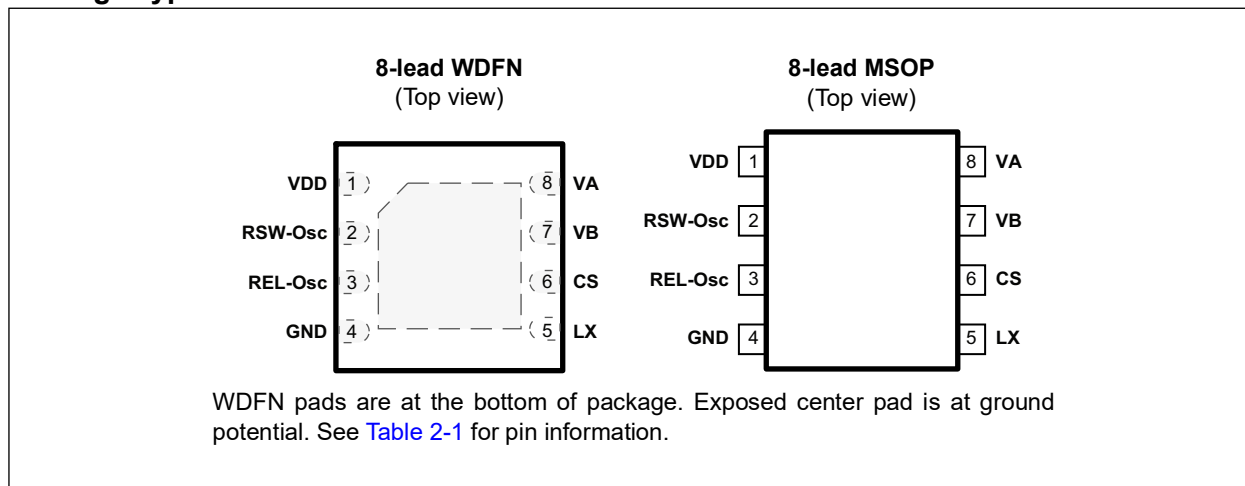 8-lead WDFN
(Top view)
VDD 1 8 VA
RSW-Osc 2 7 VB
REL-Osc 3 6 CS
GND 4 5 LX
8-lead MSOP
(Top view)
VDD 1 8 VA
RSW-Osc 2 7 VB
REL-Osc 3 6 CS
GND 4 5 LX
WDFN pads are at the bottom of package. Exposed center pad is at ground
potential. See Table 2-1 for pin information.